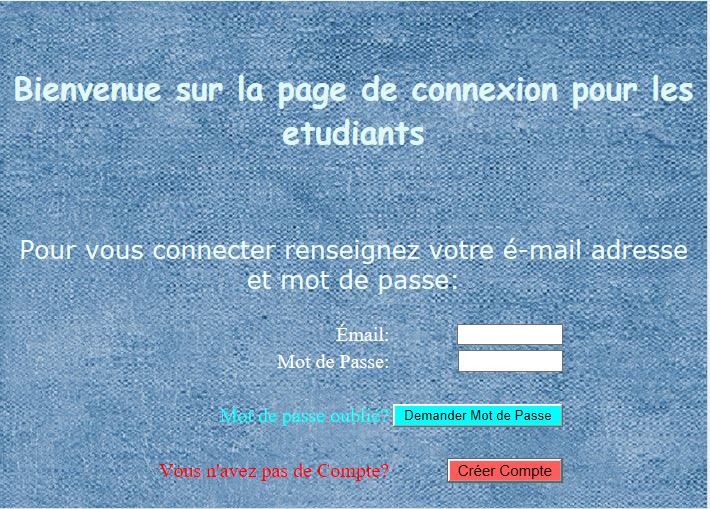 Bienvenue sur la page de connexion pour les
etudiants
Pour vous connecter renseignez votre é-mail adresse
et mot de passe:
Émail:
Mot de Passe:
Mot de passe oublié? Demander Mot de Passe
Vous n'avez pas de Compte? Créer Compte